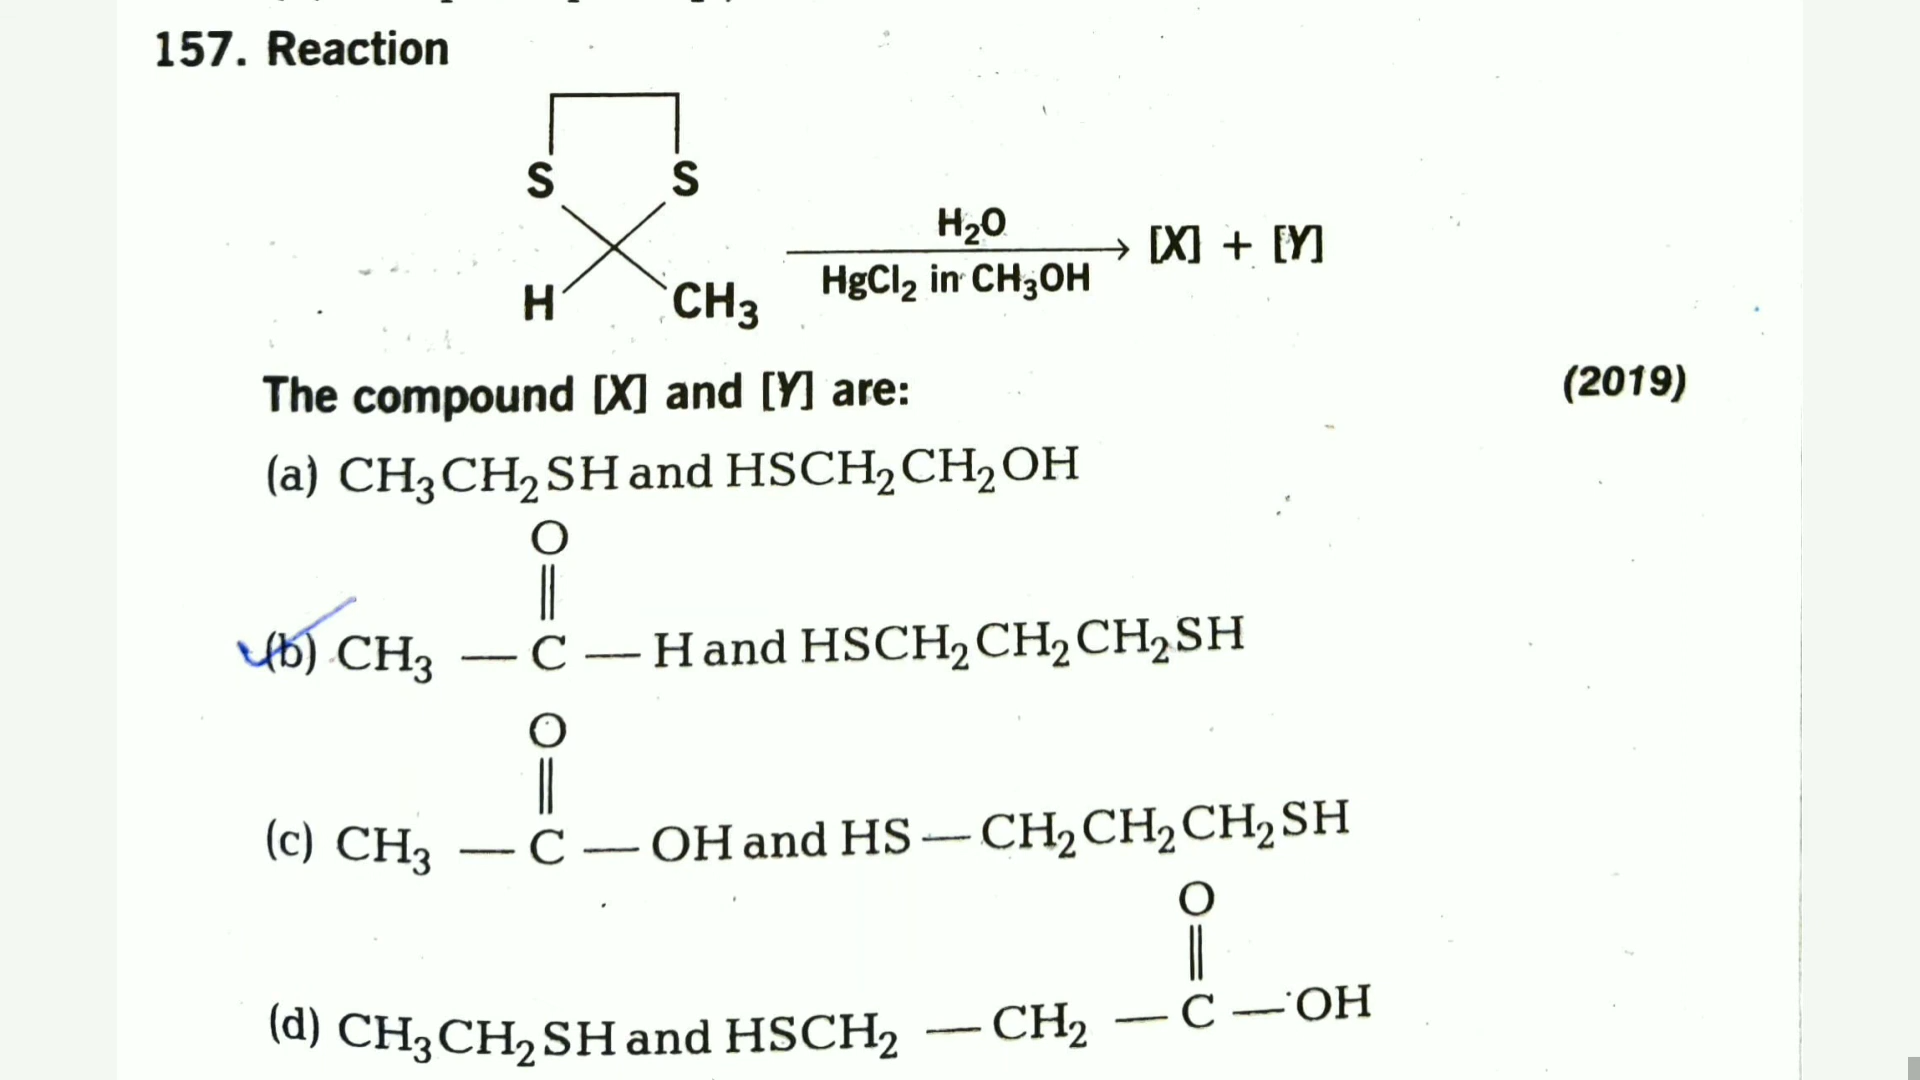 157. Reaction
S S
H CH₃
H₂O
HgCl₂ in CH₃OH
[X] + [Y]
The compound [X] and [Y] are:
(2019)
(a) CH₃CH₂SH and HSCH₂CH₂OH
O
||
(b) CH₃ — C — H and HSCH₂CH₂CH₂SH
O
||
(c) CH₃ — C — OH and HS — CH₂CH₂CH₂SH
O
||
(d) CH₃CH₂SH and HSCH₂ — CH₂ — C — OH